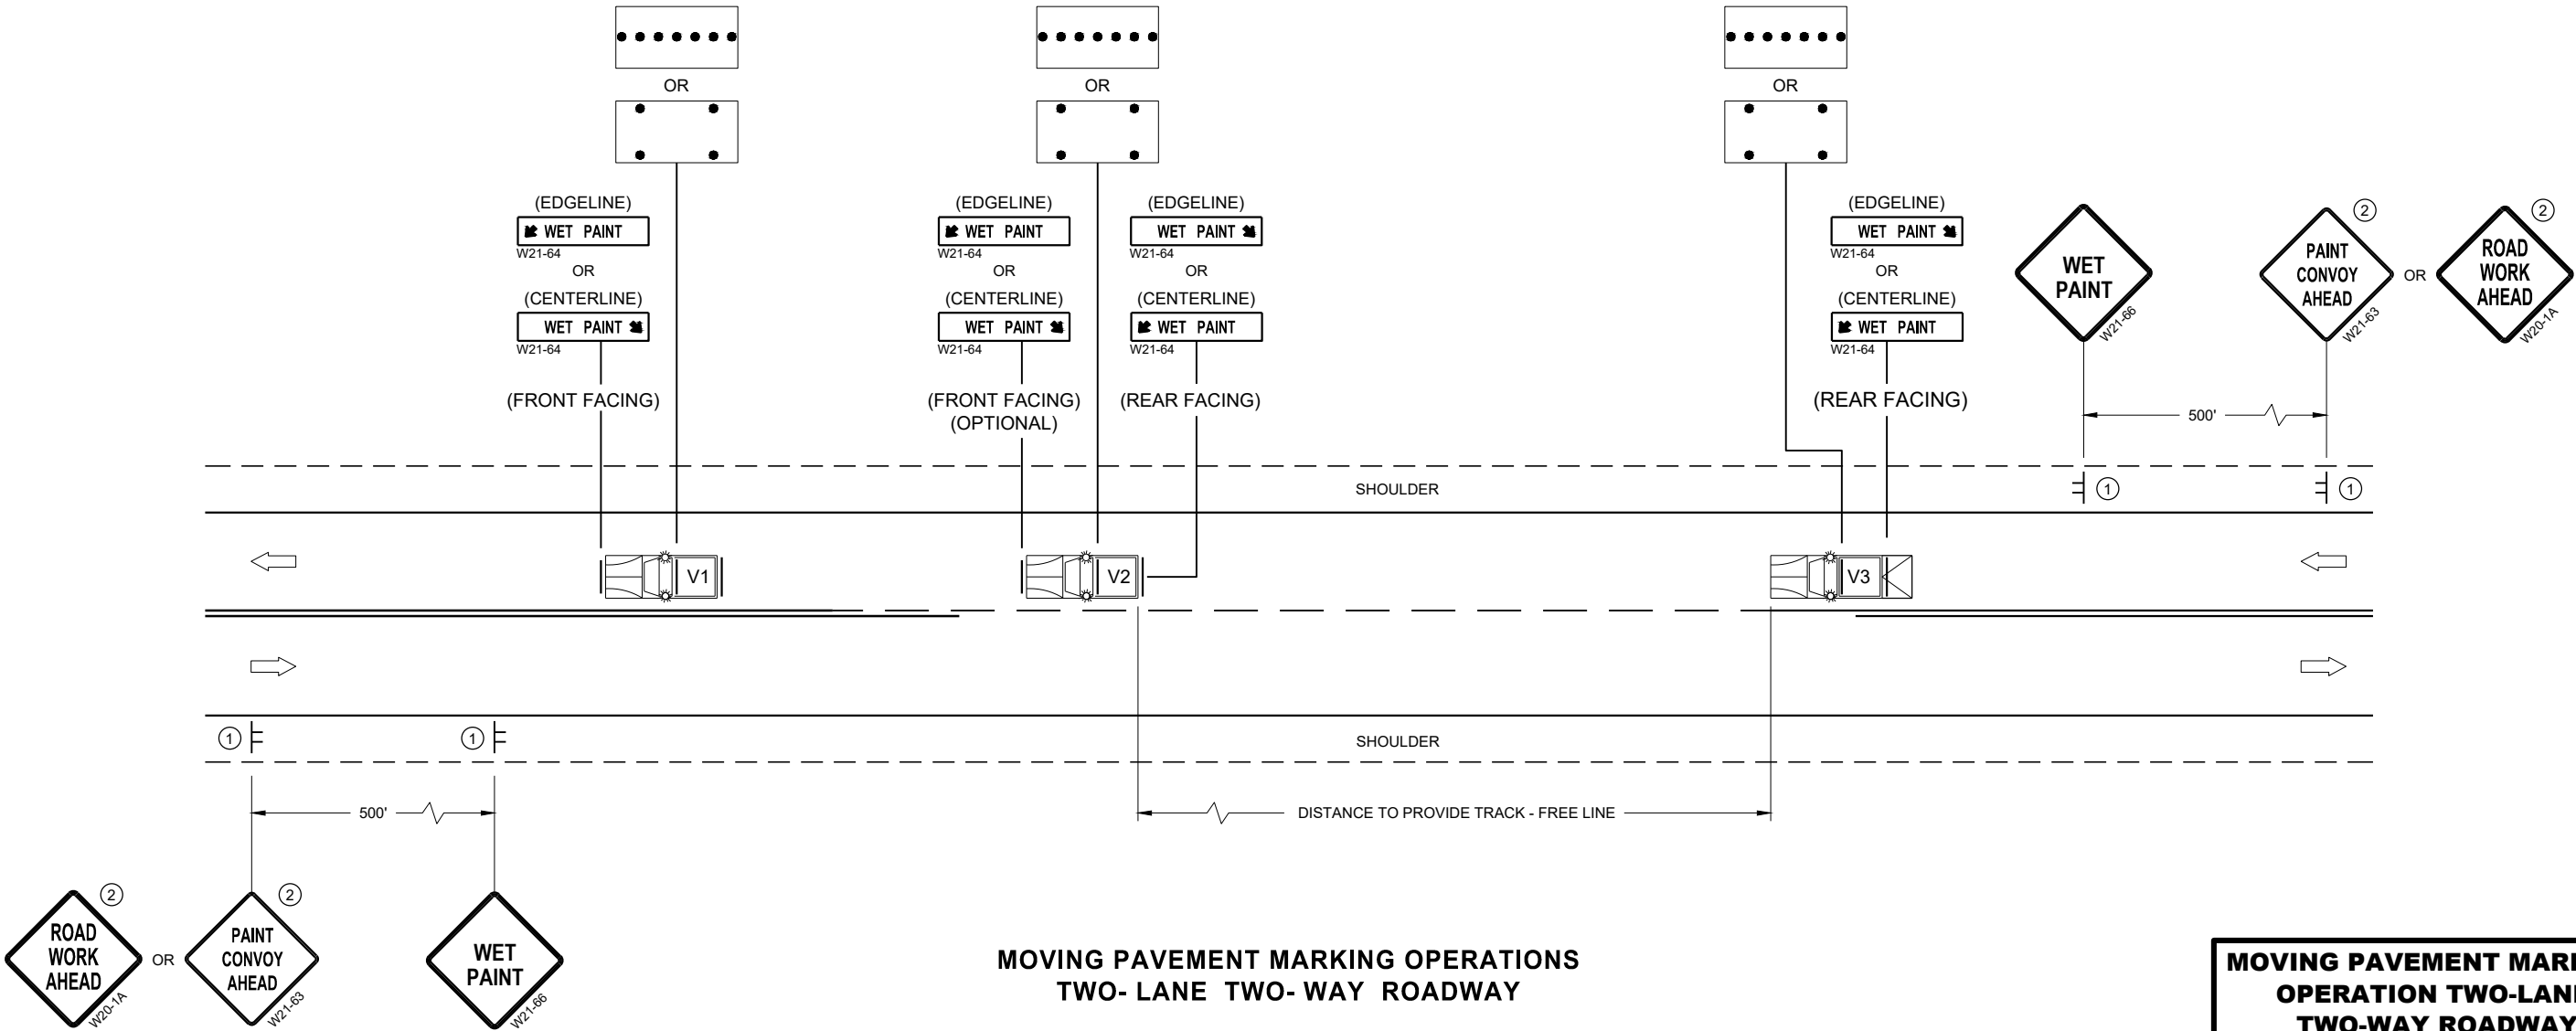 OR
OR
OR
(EDGELINE)
WET PAINT
W21-64
OR
(CENTERLINE)
WET PAINT
W21-64
(FRONT FACING)
(EDGELINE)
WET PAINT
W21-64
OR
(CENTERLINE)
WET PAINT
W21-64
(FRONT FACING)
(OPTIONAL)
(EDGELINE)
WET PAINT
W21-64
OR
(CENTERLINE)
WET PAINT
W21-64
(REAR FACING)
(EDGELINE)
WET PAINT
W21-64
OR
(CENTERLINE)
WET PAINT
W21-64
(REAR FACING)
WET
PAINT
W21-66
2
PAINT
CONVOY
AHEAD
W21-63
OR
2
ROAD
WORK
AHEAD
W20-1A
500'
SHOULDER
1
1
V1
V2
V3
1
1
SHOULDER
500'
DISTANCE TO PROVIDE TRACK - FREE LINE
2
ROAD
WORK
AHEAD
W20-1A
OR
2
PAINT
CONVOY
AHEAD
W21-63
WET
PAINT
W21-66
MOVING PAVEMENT MARKING OPERATIONS
TWO- LANE TWO- WAY ROADWAY
MOVING PAVEMENT
OPERATION
TWO-WAY ROADWAY